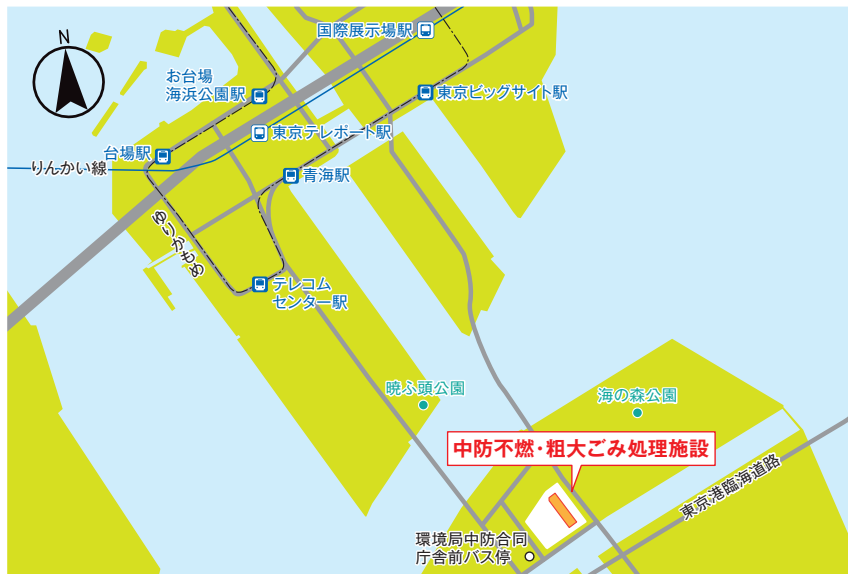 N
国際展示場駅
お台場
海浜公園駅
東京ビッグサイト駅
東京テレポート駅
台場駅
りんかい線
青海駅
ゆりかもめ
テレコム
センター駅
暁ふ頭公園
海の森公園
中防不燃・粗大ごみ処理施設
東京港臨海道路
環境局中防合同
庁舎前バス停